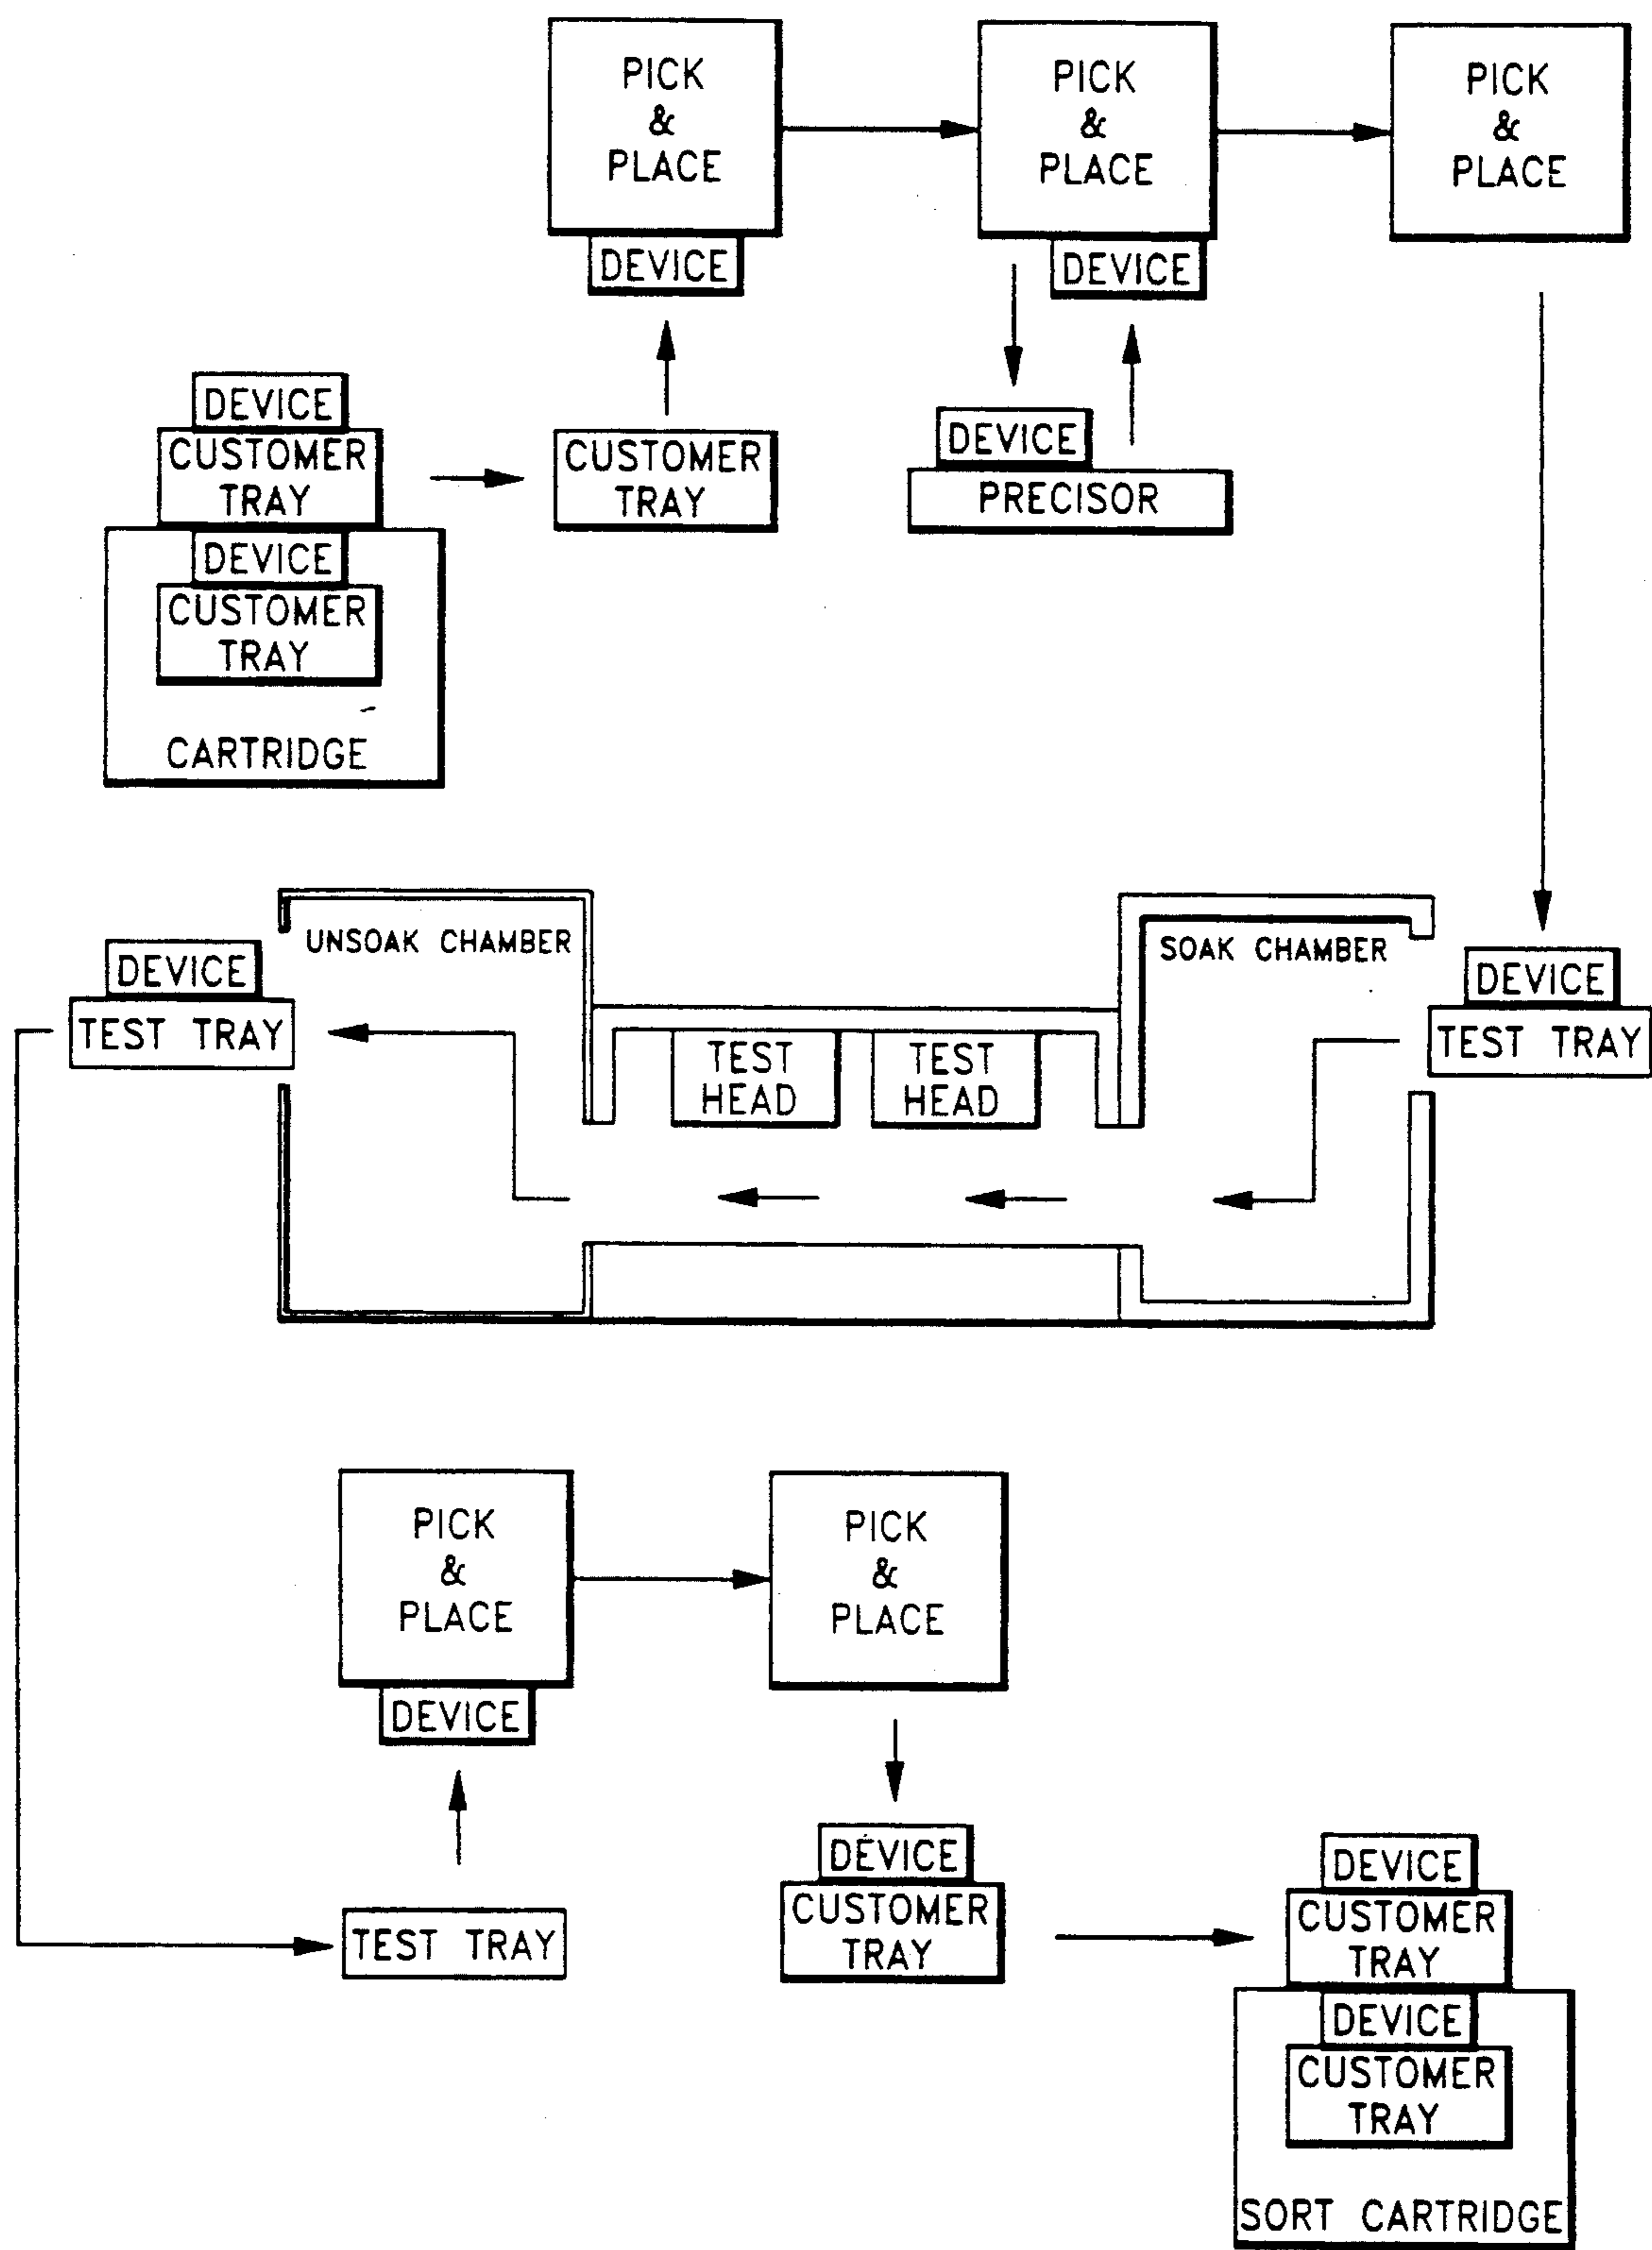 PICK
&
PLACE
PICK
&
PLACE
PICK
&
PLACE
DEVICE
DEVICE
DEVICE
CUSTOMER
TRAY
DEVICE
CUSTOMER
TRAY
CARTRIDGE
CUSTOMER
TRAY
DEVICE
PRECISOR
UNSOAK CHAMBER
SOAK CHAMBER
DEVICE
TEST TRAY
TEST
HEAD
TEST
HEAD
DEVICE
TEST TRAY
PICK
&
PLACE
PICK
&
PLACE
DEVICE
TEST TRAY
DEVICE
CUSTOMER
TRAY
DEVICE
CUSTOMER
TRAY
DEVICE
CUSTOMER
TRAY
SORT CARTRIDGE